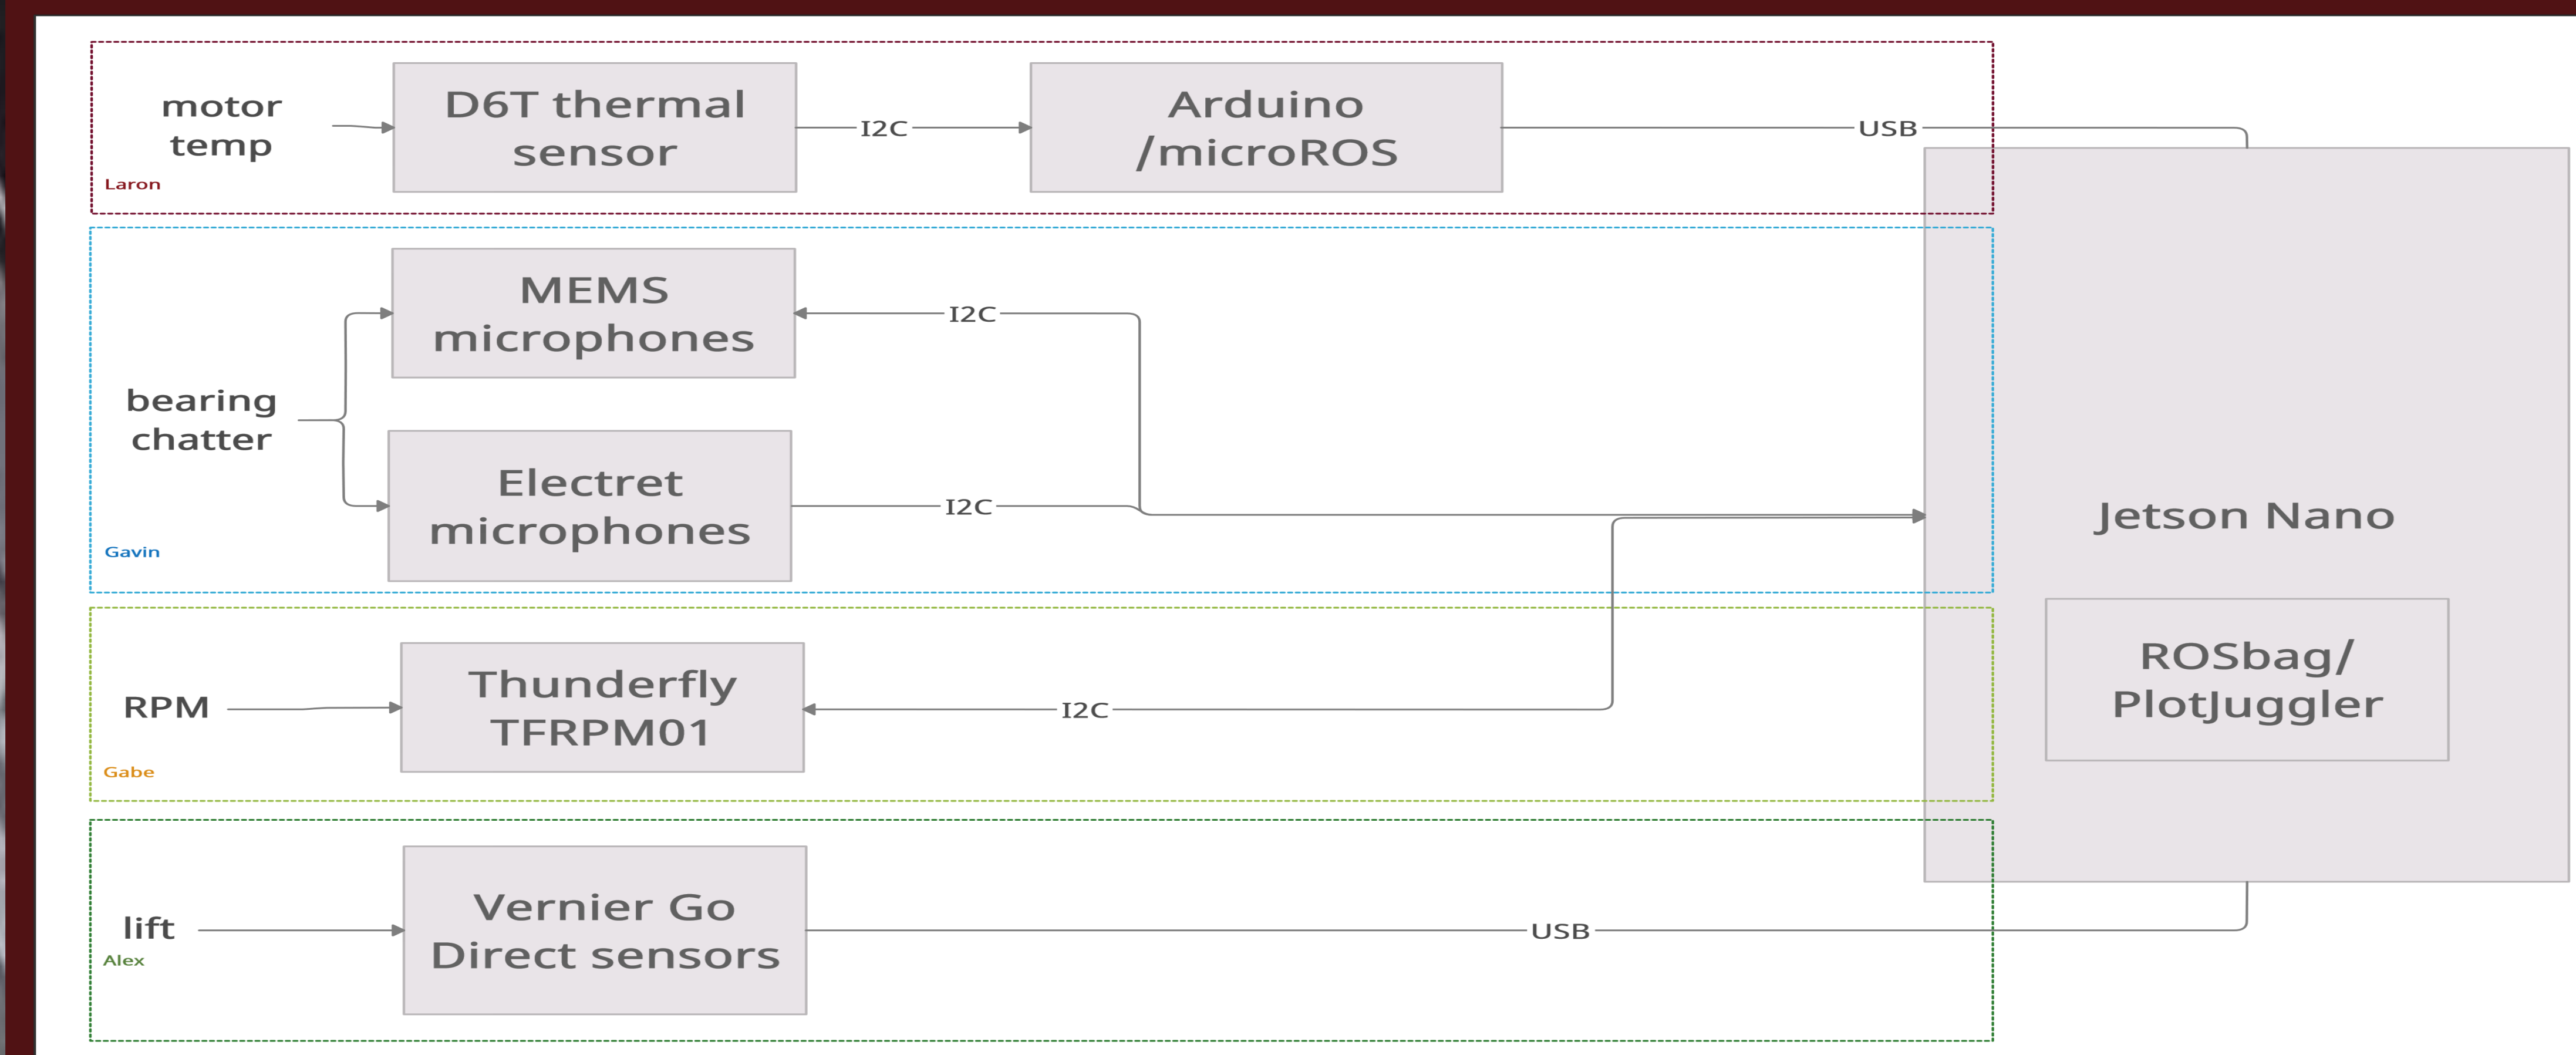 motor
temp
Laron
D6T thermal
sensor
I2C
Arduino
/microROS
USB
MEMS
microphones
I2C
bearing
chatter
Electret
microphones
I2C
Gavin
Jetson Nano
ROSbag/
PlotJuggler
RPM
Thunderfly
TFRPM01
I2C
Gabe
lift
Alex
Vernier Go
Direct sensors
USB